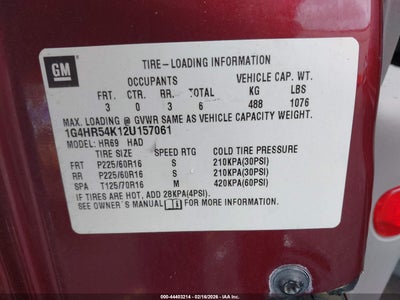 GM
TIRE-LOADING INFORMATION
OCCUPANTS VEHICLE CAP. WT.
FRT. CTR. RR. TOTAL KG LBS
3 0 3 6 488 1076
MAX. LOADING @ GVWR SAME AS VEHICLE CAPACITY WEIGHT.
1G4HR54K12U157061
MODEL: HR69 HAD
TIRE SIZE SPEED RTG COLD TIRE PRESSURE
FRT P225/60R16 S 210KPA(30PSI)
RR P225/60R16 S 210KPA(30PSI)
SPA T125/70R16 M 420KPA(60PSI)
IF TIRES ARE HOT, ADD 28KPA(4PSI).
SEE OWNER'S MANUAL FOR MORE INFORMATION.
000-44403214 - 02/18/2026 - IAA Inc.